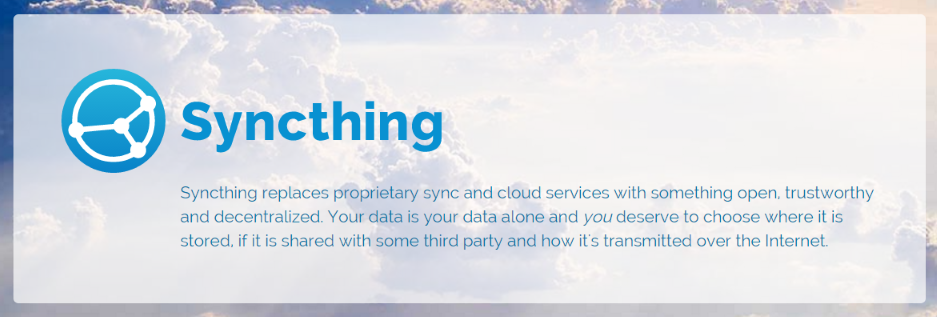 Syncthing
Syncthing replaces proprietary sync and cloud services with something open, trustworthy
and decentralized. Your data is your data alone and you deserve to choose where it is
stored, if it is shared with some third party and how it's transmitted over the Internet.